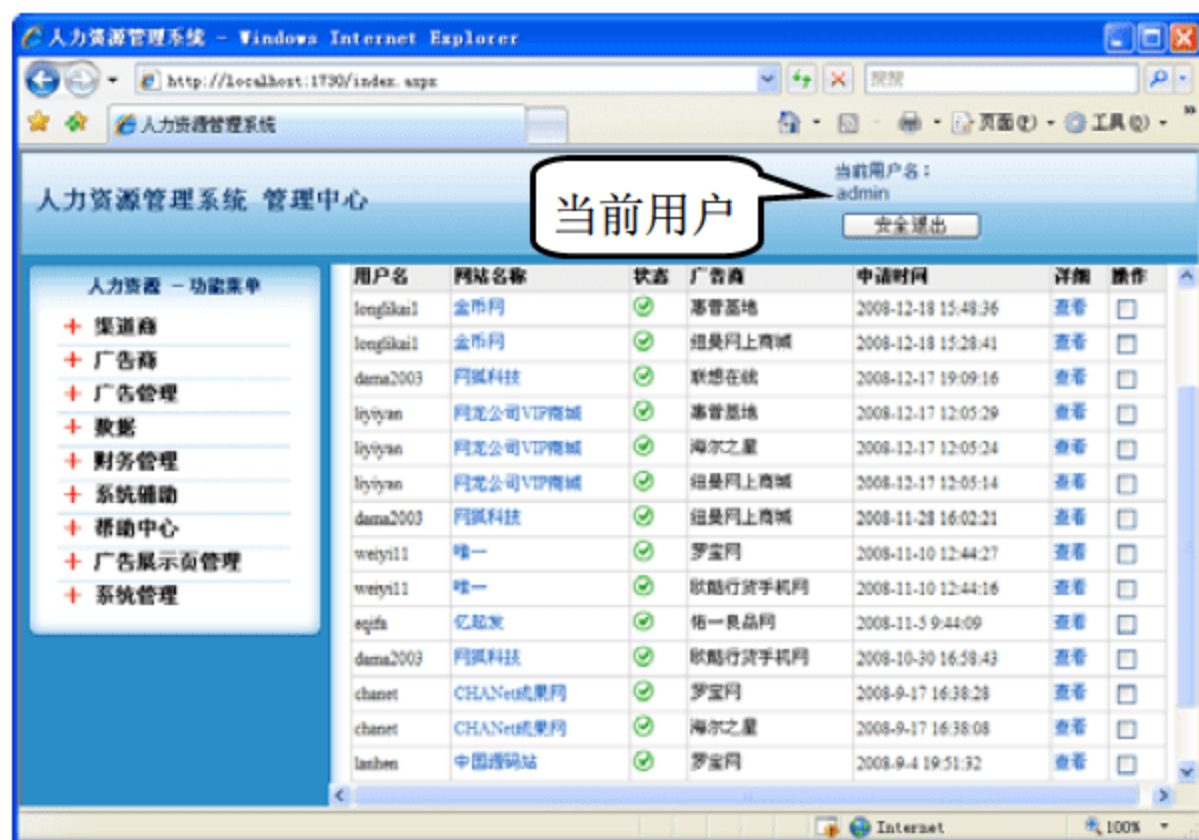 人力资源管理系统 - Windows Internet Explorer
http://localhost:1730/index.aspx
搜搜
人力资源管理系统
页面(P)
工具(O)
人力资源管理系统 管理中心
当前用户
当前用户名：
admin
安全退出
人力资源 －功能菜单
渠道商
广告商
广告管理
数据
财务管理
系统辅助
帮助中心
广告展示页管理
系统管理
用户名 网站名称 状态 广告商 申请时间 详细 操作
longlikai1 金币网 惠普基地 2008-12-18 15:48:36 查看
longlikai1 金币网 纽曼网上商城 2008-12-18 15:28:41 查看
dama2003 网狐科技 联想在线 2008-12-17 19:09:16 查看
liyiyan 网龙公司VIP商城 惠普基地 2008-12-17 12:05:29 查看
liyiyan 网龙公司VIP商城 海尔之星 2008-12-17 12:05:24 查看
liyiyan 网龙公司VIP商城 纽曼网上商城 2008-12-17 12:05:14 查看
dama2003 网狐科技 纽曼网上商城 2008-11-28 16:02:21 查看
weiyi11 唯一 罗宝网 2008-11-10 12:44:27 查看
weiyi11 唯一 欧酷行货手机网 2008-11-10 12:44:16 查看
eqifa 亿起发 佑一良品网 2008-11-5 9:44:09 查看
dama2003 网狐科技 欧酷行货手机网 2008-10-30 16:58:43 查看
chanet CHANet成果网 罗宝网 2008-9-17 16:38:28 查看
chanet CHANet成果网 海尔之星 2008-9-17 16:38:08 查看
lanhen 中国源码站 罗宝网 2008-9-4 19:51:32 查看
Internet
100%